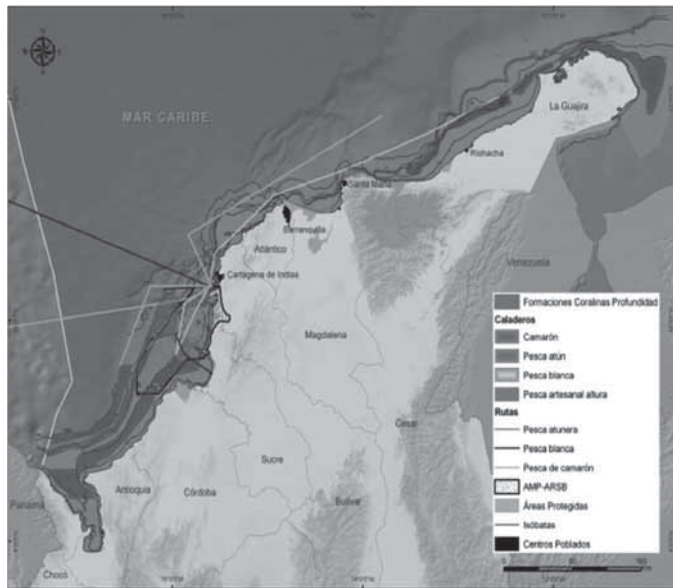 MAR CARIBE
La Guajira
Riohacha
Santa Marta
Barranquilla
Atlántico
Venezuela
Cartagena de Indias
Magdalena
Cesar
Sucre
Panamá
Antioquia
Córdoba
Bolívar
Chocó
Formaciones Coralinas Profundidad
Caladeros
Camarón
Pesca atún
Pesca blanca
Pesca artesanal altura
Rutas
Pesca atunera
Pesca blanca
Pesca de camarón
AMP-ARSB
Áreas Protegidas
Isóbatas
Centros Poblados